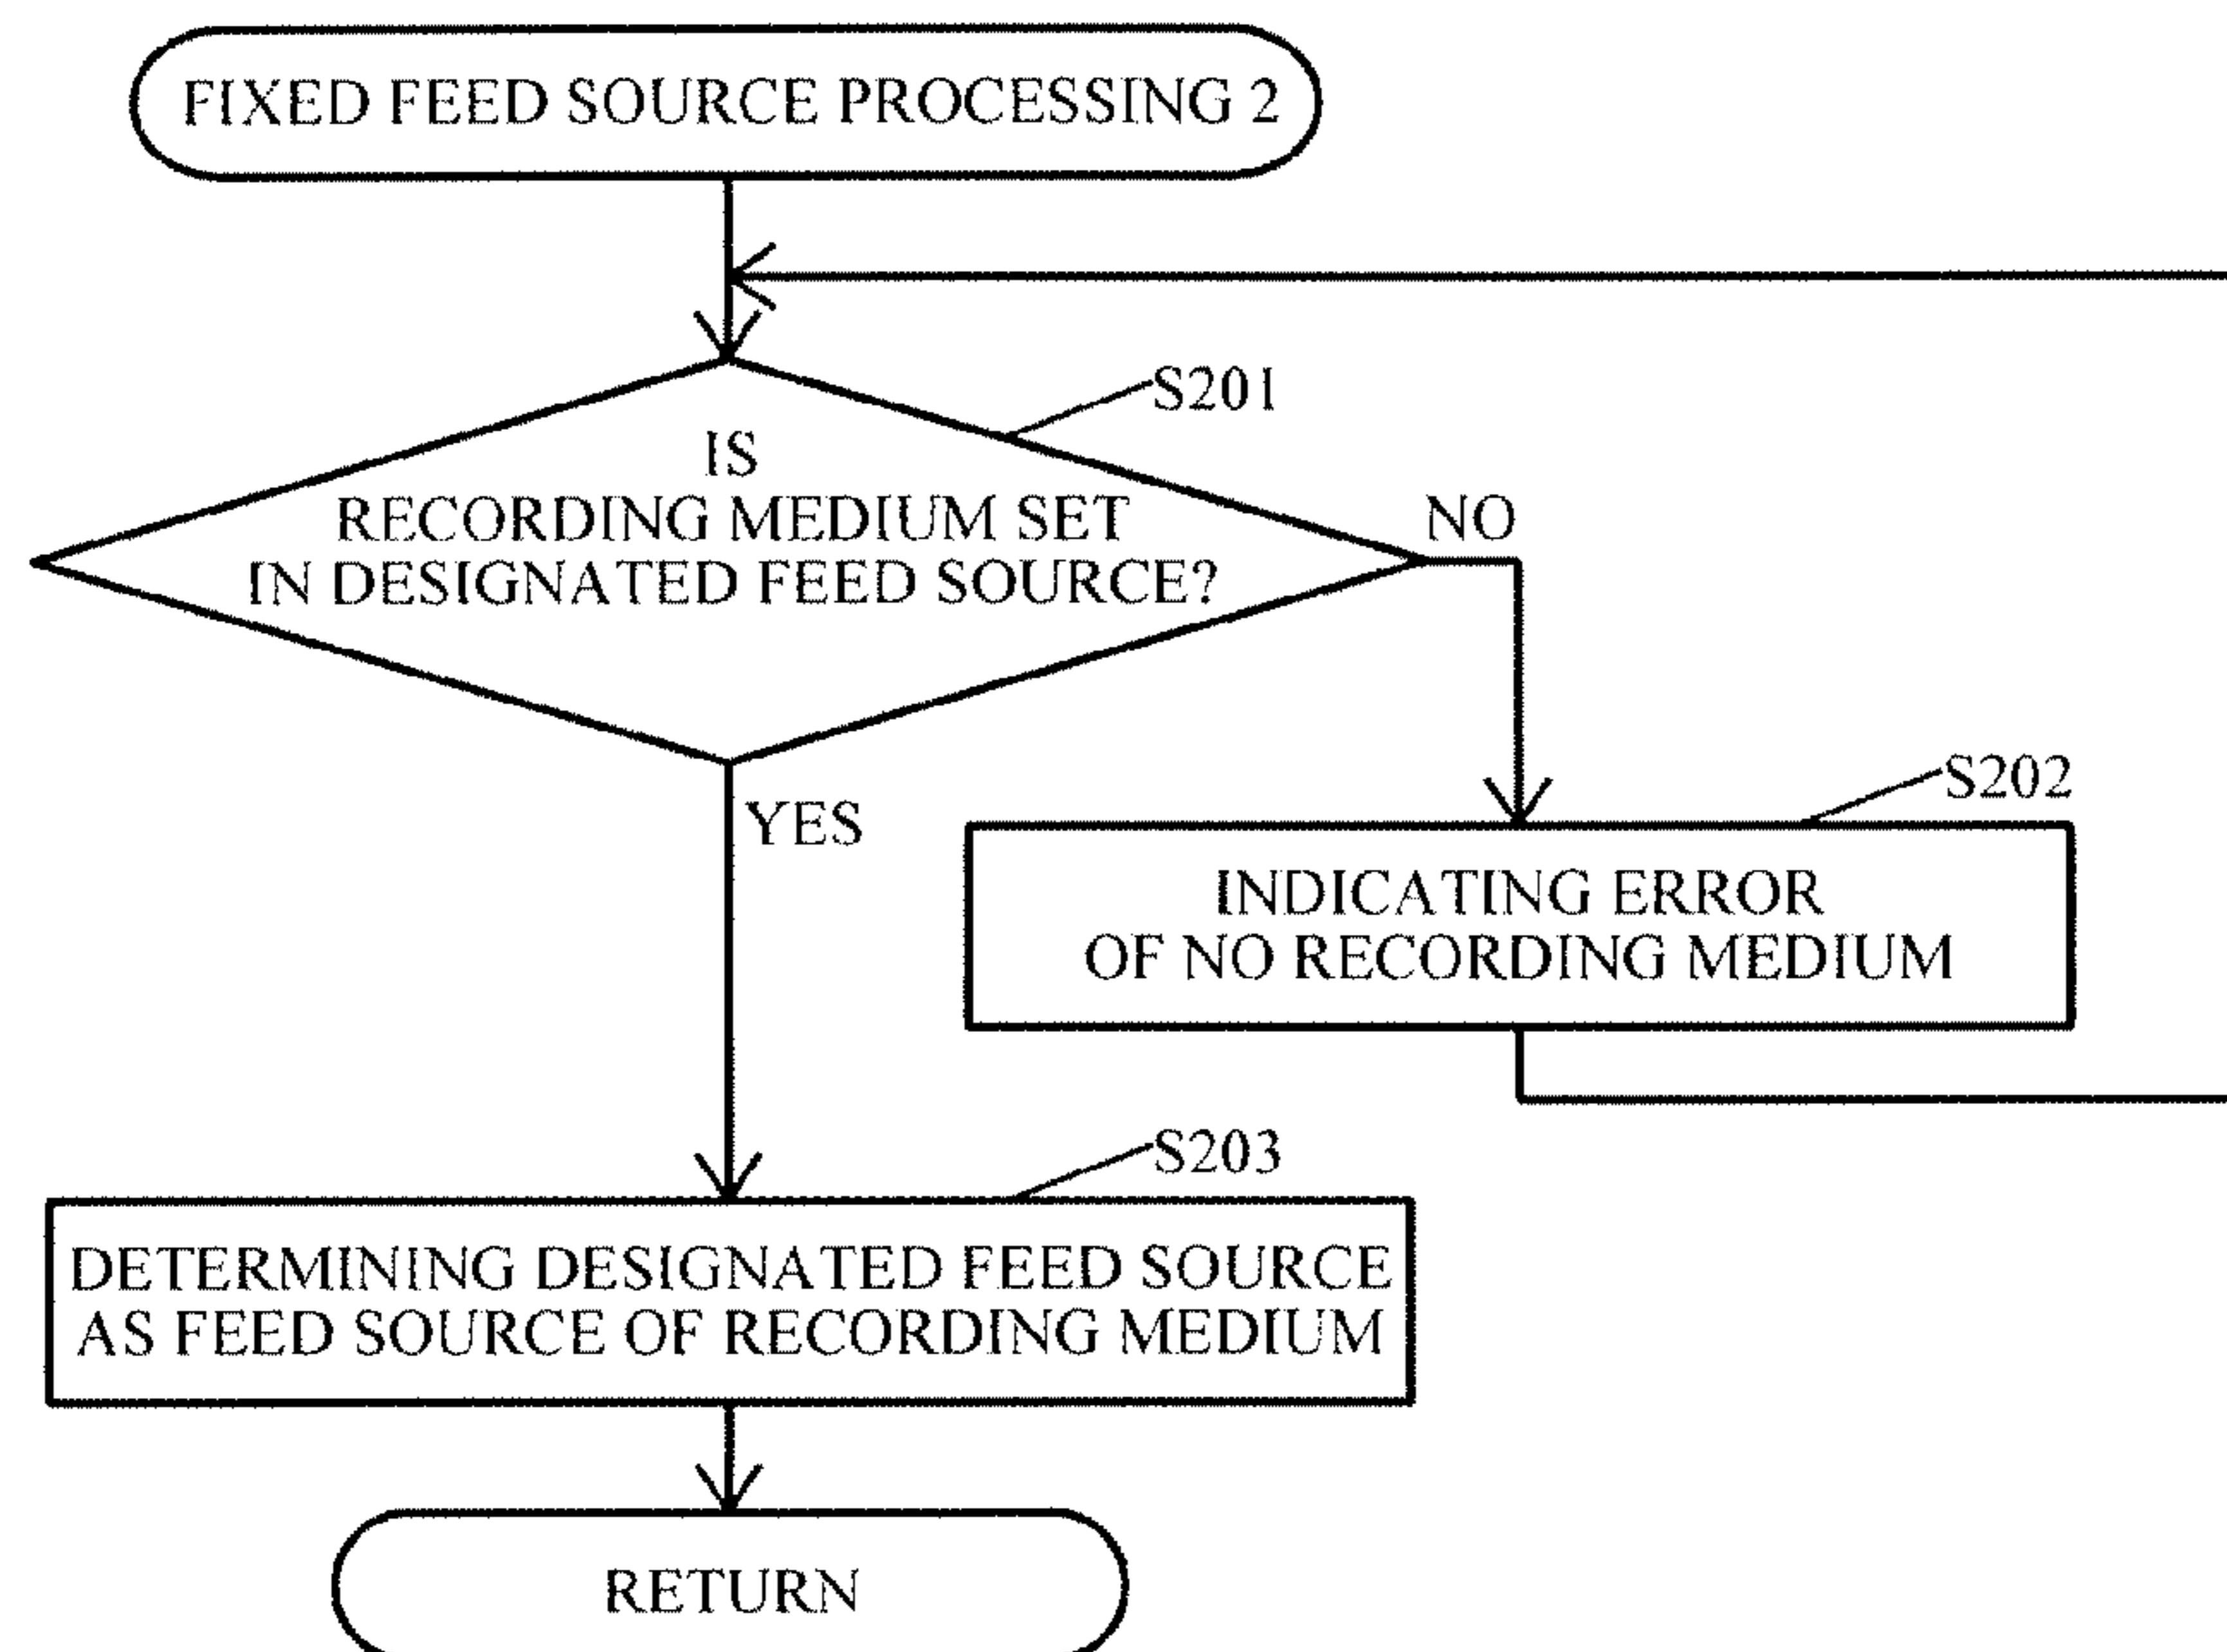 FIXED FEED SOURCE PROCESSING 2
S201
IS
RECORDING MEDIUM SET
IN DESIGNATED FEED SOURCE?
NO
YES
S202
INDICATING ERROR
OF NO RECORDING MEDIUM
S203
DETERMINING DESIGNATED FEED SOURCE
AS FEED SOURCE OF RECORDING MEDIUM
RETURN